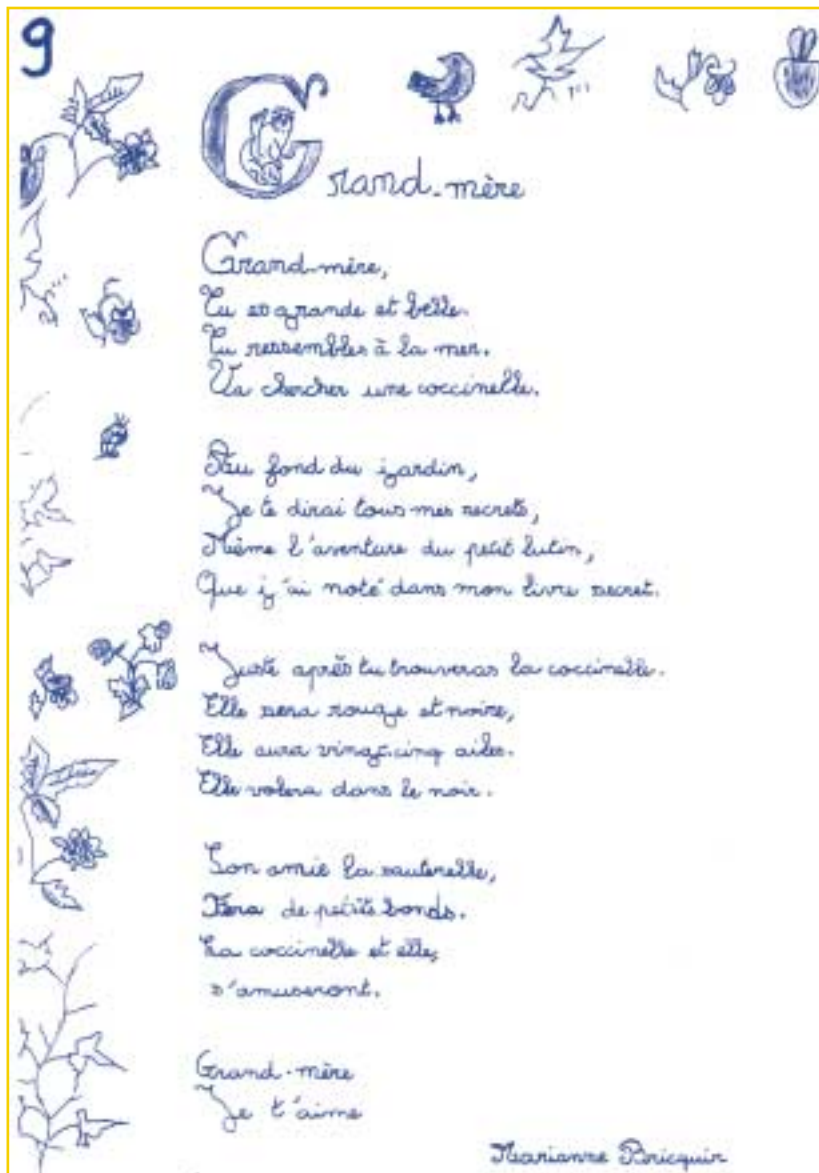 9
Grand-mère
Grand-mère,
Tu es grande et belle.
Tu ressembles à la mer.
Va chercher une coccinelle.
Au fond du jardin,
Je te dirai tous mes secrets,
Même l'aventure du petit lutin,
Que j'ai noté dans mon livre secret.
Juste après tu trouveras la coccinelle.
Elle sera rouge et noire,
Elle aura vingt-cinq ailes.
Elle volera dans le noir.
Son amie la sauterelle,
Fera de petits bonds.
La coccinelle et elle,
s'amuseront.
Grand-mère
Je t'aime
Marianne Bricquir